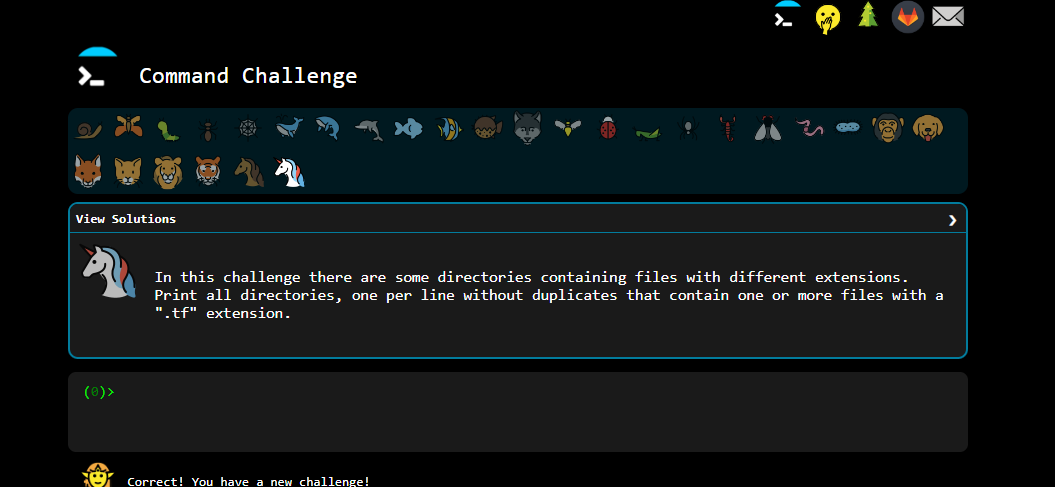 Command Challenge
View Solutions
In this challenge there are some directories containing files with different extensions.
Print all directories, one per line without duplicates that contain one or more files with a
".tf" extension.
(0)>
Correct! You have a new challenge!